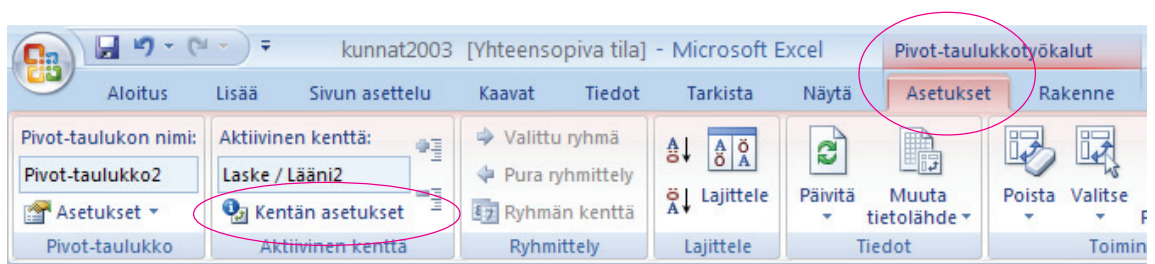 kunnat2003 [Yhteensopiva tila] - Microsoft Excel
Pivot-taulukkotyökalut
Aloitus Lisää Sivun asettelu Kaavat Tiedot Tarkista Näytä Asetukset Rakenne
Pivot-taulukon nimi:
Pivot-taulukko2
Asetukset
Pivot-taulukko
Aktiivinen kenttä:
Laske / Lääni2
Kentän asetukset
Aktiivinen kenttä
Valittu ryhmä
Pura ryhmittely
Ryhmän kenttä
Ryhmittely
Lajittele
Lajittele
Päivitä
Muuta
tietolähde
Tiedot
Poista
Valitse